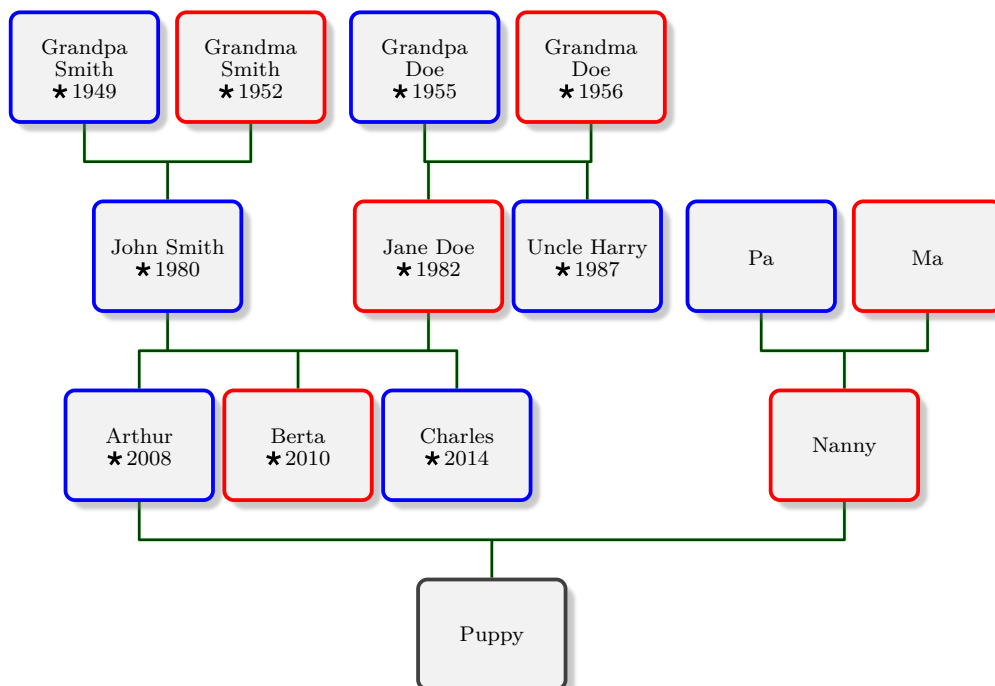 Grandpa
Smith
★ 1949
Grandma
Smith
★ 1952
Grandpa
Doe
★ 1955
Grandma
Doe
★ 1956
John Smith
★ 1980
Jane Doe
★ 1982
Uncle Harry
★ 1987
Pa
Ma
Arthur
★ 2008
Berta
★ 2010
Charles
★ 2014
Nanny
Puppy